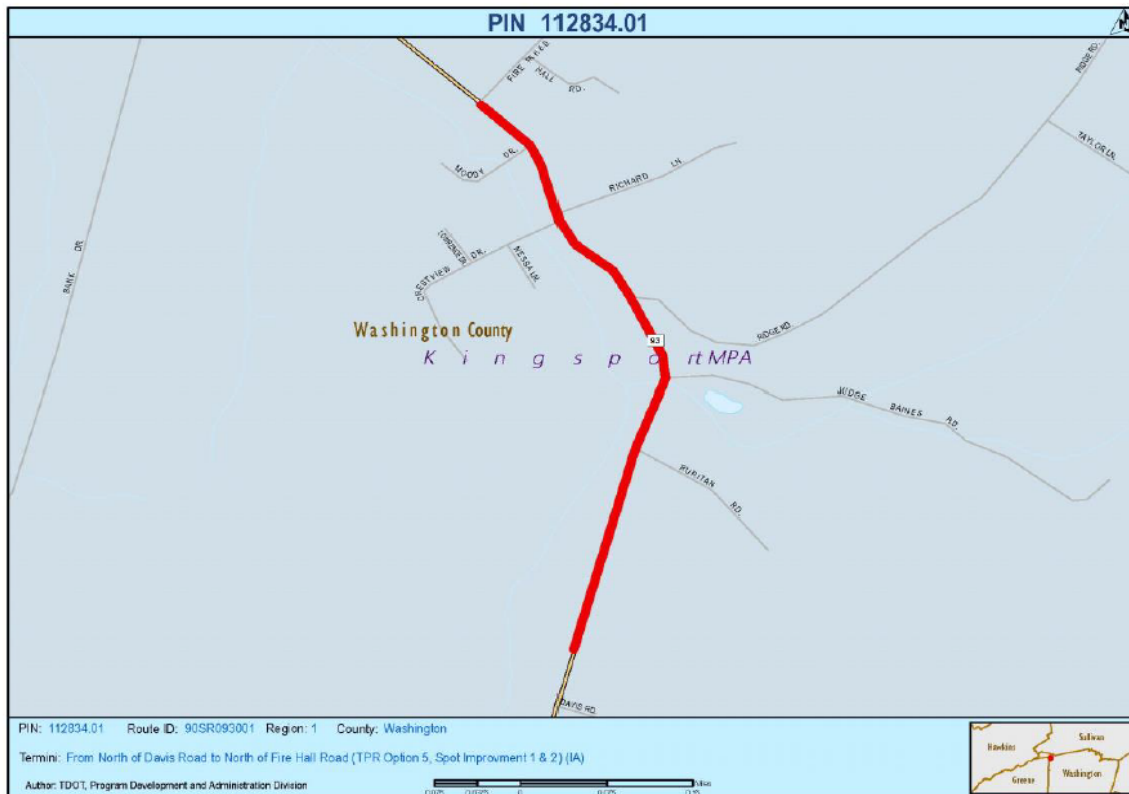 PIN 112834.01
N
FIRE
HALL
RD.
RIDGE RD.
TAYLOR LN.
MOODY DR.
RICHARD LN
BANK DR
CRESTVIEW DR.
Washington County
93
RIDGE RD.
Kingsport MPA
JUDGE BAINES RD.
RURITAN RD.
DAVIS RD.
PIN: 112834.01 Route ID: 90SR093001 Region: 1 County: Washington
Termini: From North of Davis Road to North of Fire Hall Road (TPR Option 5, Spot Improvment 1 & 2) (IA)
Author: TDOT, Program Development and Administration Division
Miles
Hawkins
Sullivan
Greene
Washington